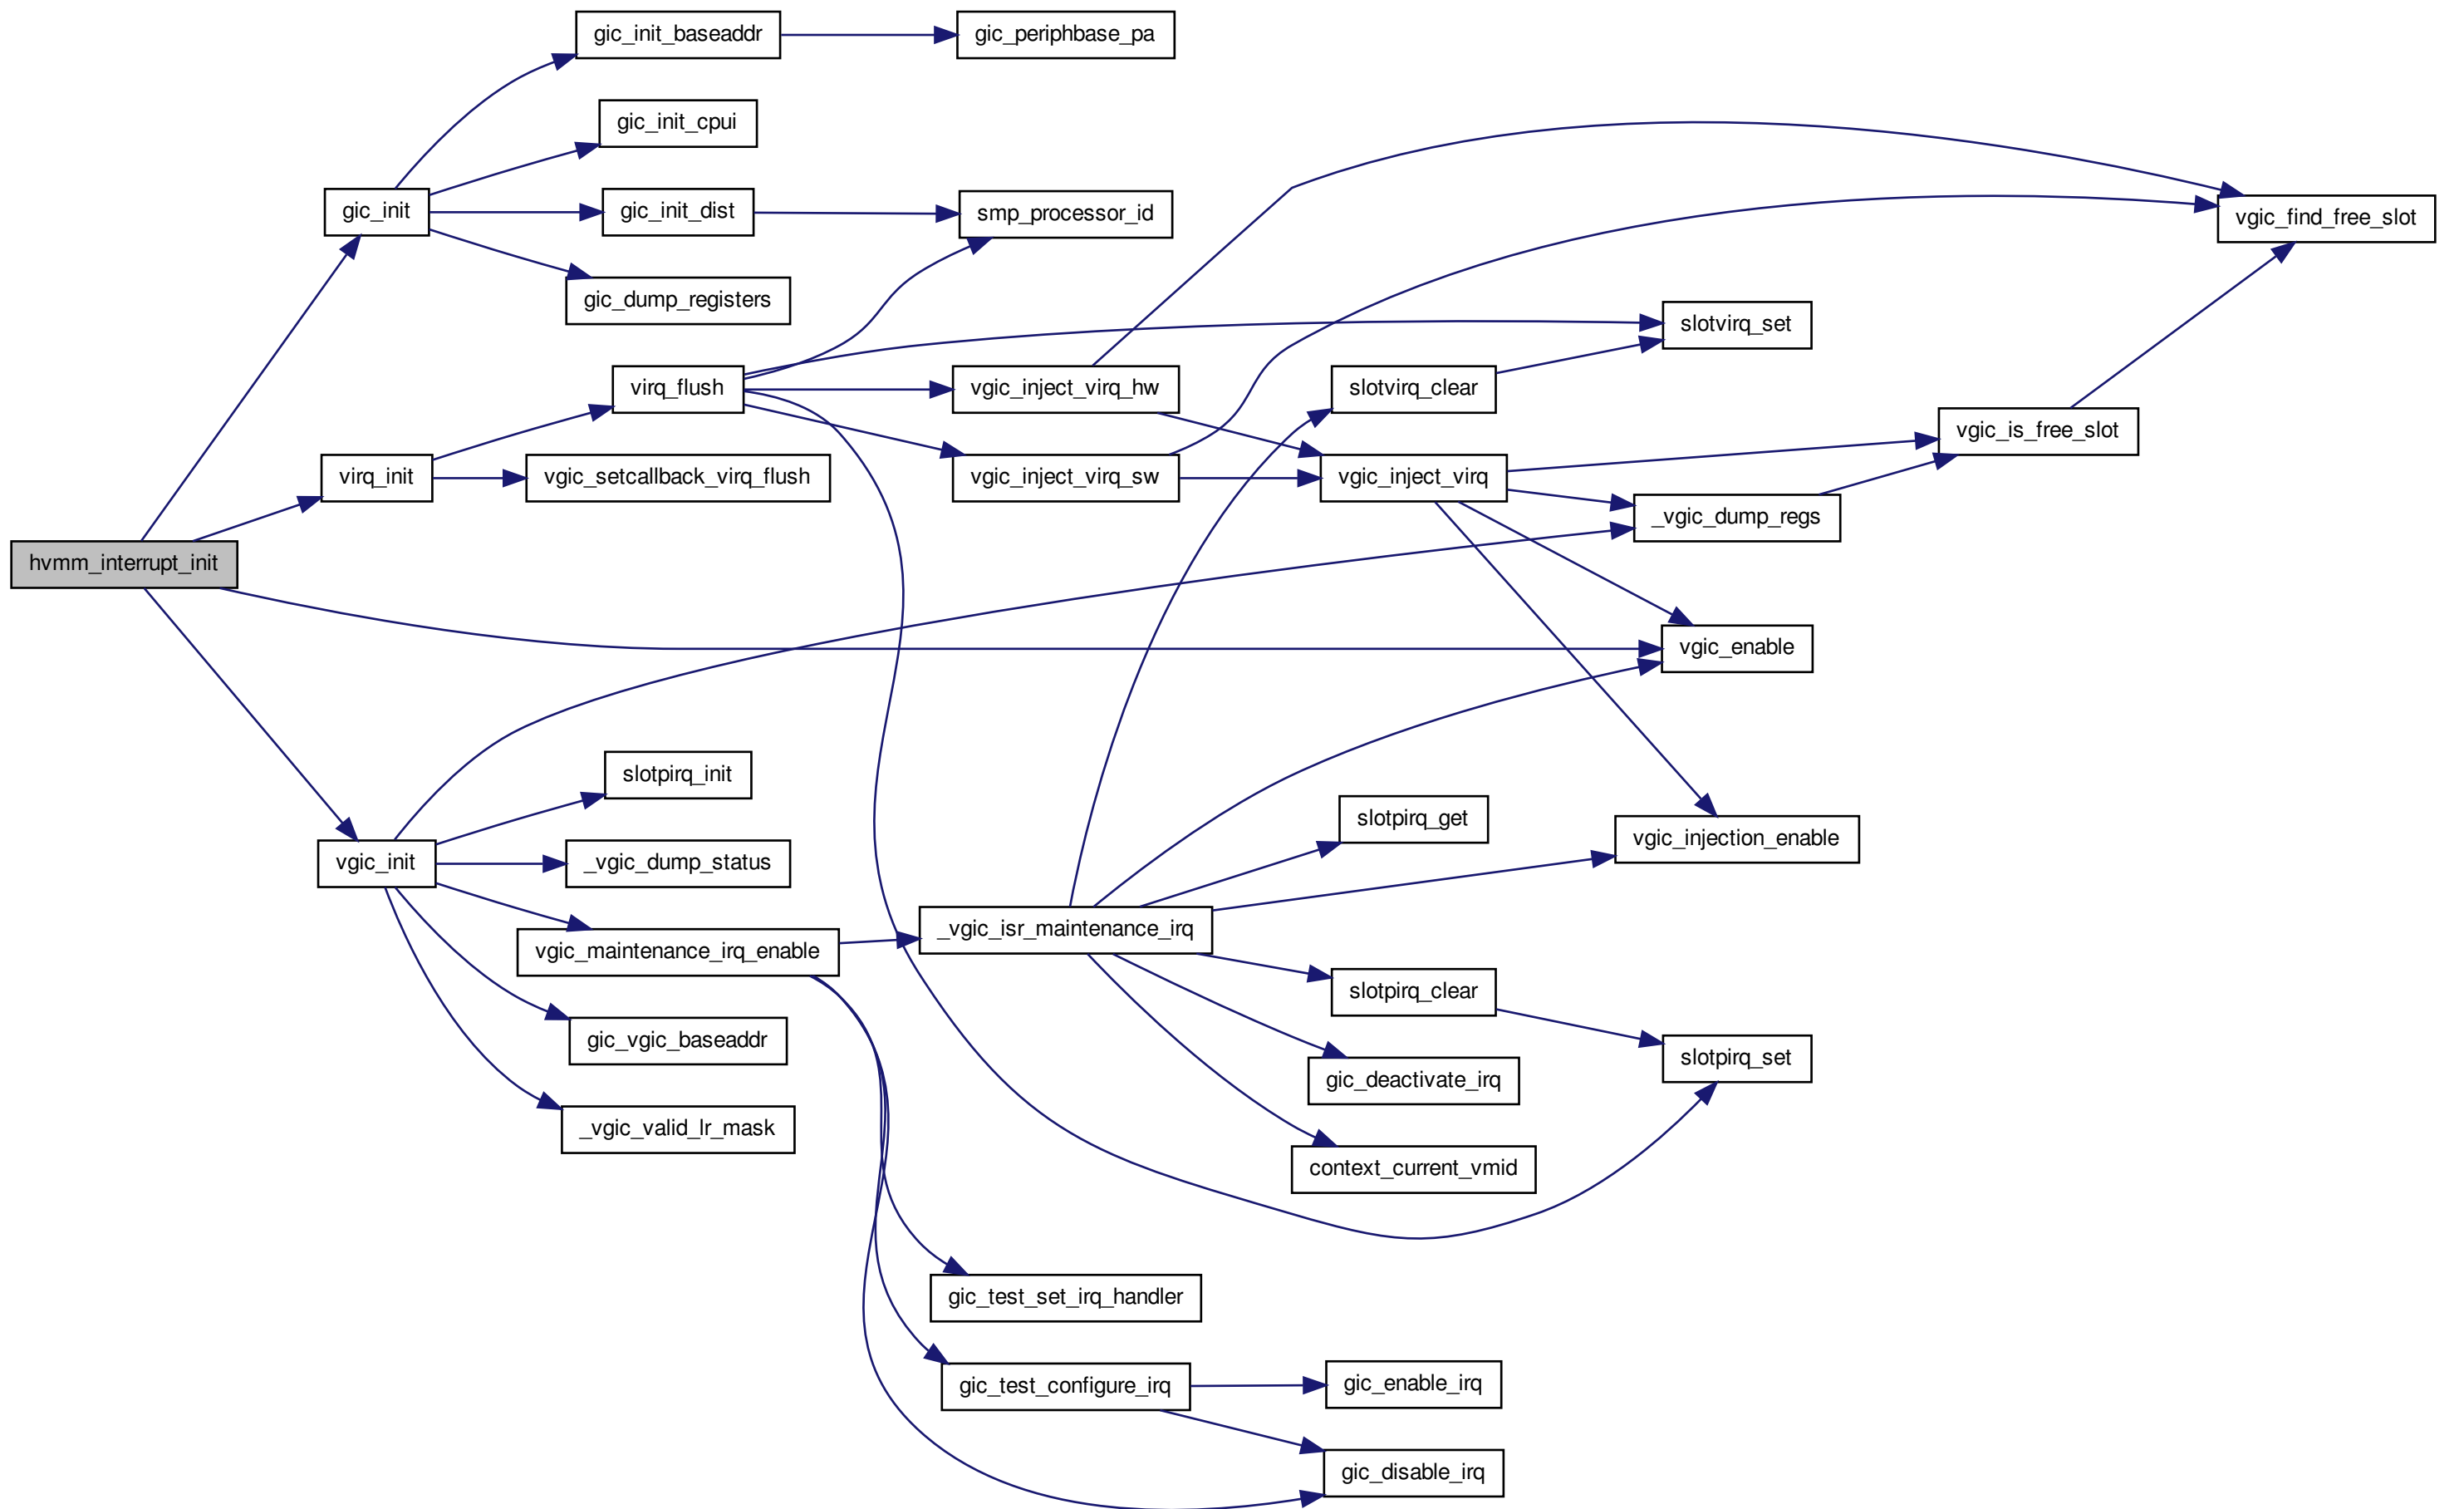 gic_init_baseaddr
gic_periphbase_pa
gic_init_cpui
gic_init
gic_init_dist
smp_processor_id
vgic_find_free_slot
gic_dump_registers
slotvirq_set
virq_flush
vgic_inject_virq_hw
slotvirq_clear
vgic_is_free_slot
virq_init
vgic_setcallback_virq_flush
vgic_inject_virq_sw
vgic_inject_virq
_vgic_dump_regs
hvmm_interrupt_init
vgic_enable
slotpirq_init
slotpirq_get
vgic_injection_enable
vgic_init
_vgic_dump_status
_vgic_isr_maintenance_irq
vgic_maintenance_irq_enable
slotpirq_clear
gic_vgic_baseaddr
slotpirq_set
gic_deactivate_irq
_vgic_valid_lr_mask
context_current_vmid
gic_test_set_irq_handler
gic_test_configure_irq
gic_enable_irq
gic_disable_irq